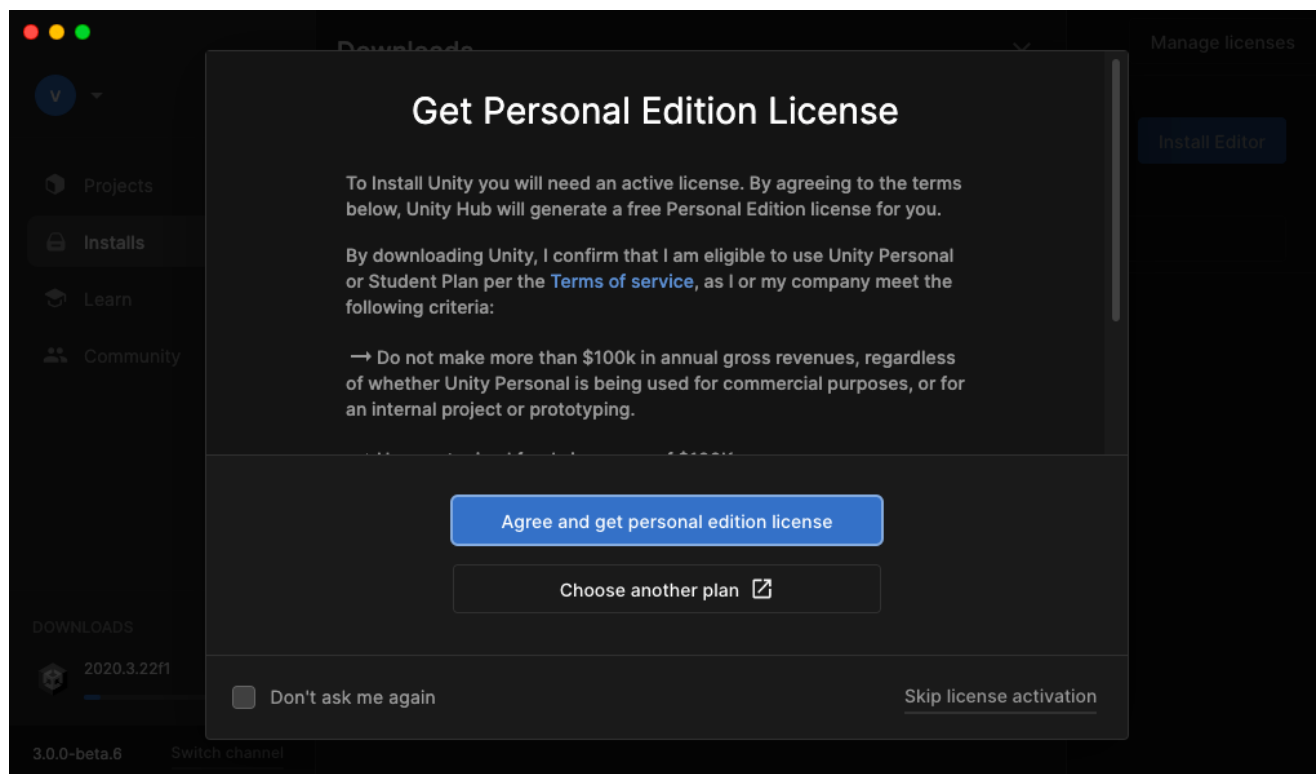 Downloads
Manage licenses
V
Get Personal Edition License
Install Editor
To Install Unity you will need an active license. By agreeing to the terms
below, Unity Hub will generate a free Personal Edition license for you.
Projects
Installs
By downloading Unity, I confirm that I am eligible to use Unity Personal
or Student Plan per the Terms of service, as I or my company meet the
following criteria:
Learn
Community
→ Do not make more than $100k in annual gross revenues, regardless
of whether Unity Personal is being used for commercial purposes, or for
an internal project or prototyping.
Agree and get personal edition license
Choose another plan
DOWNLOADS
2020.3.22f1
Don't ask me again
Skip license activation
3.0.0-beta.6
Switch channel